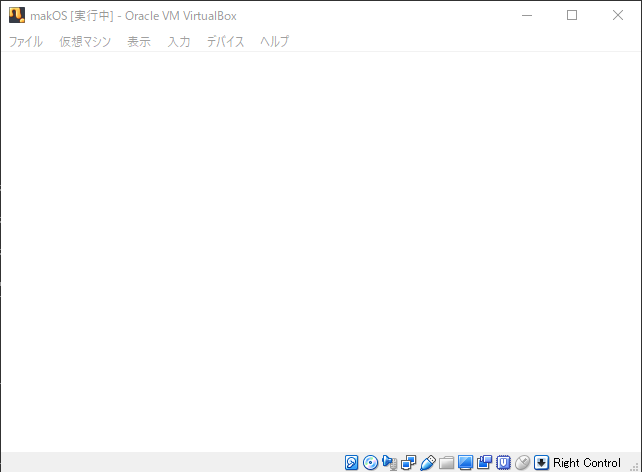 makOS [実行中] - Oracle VM VirtualBox
ファイル 仮想マシン 表示 入力 デバイス ヘルプ
Right Control